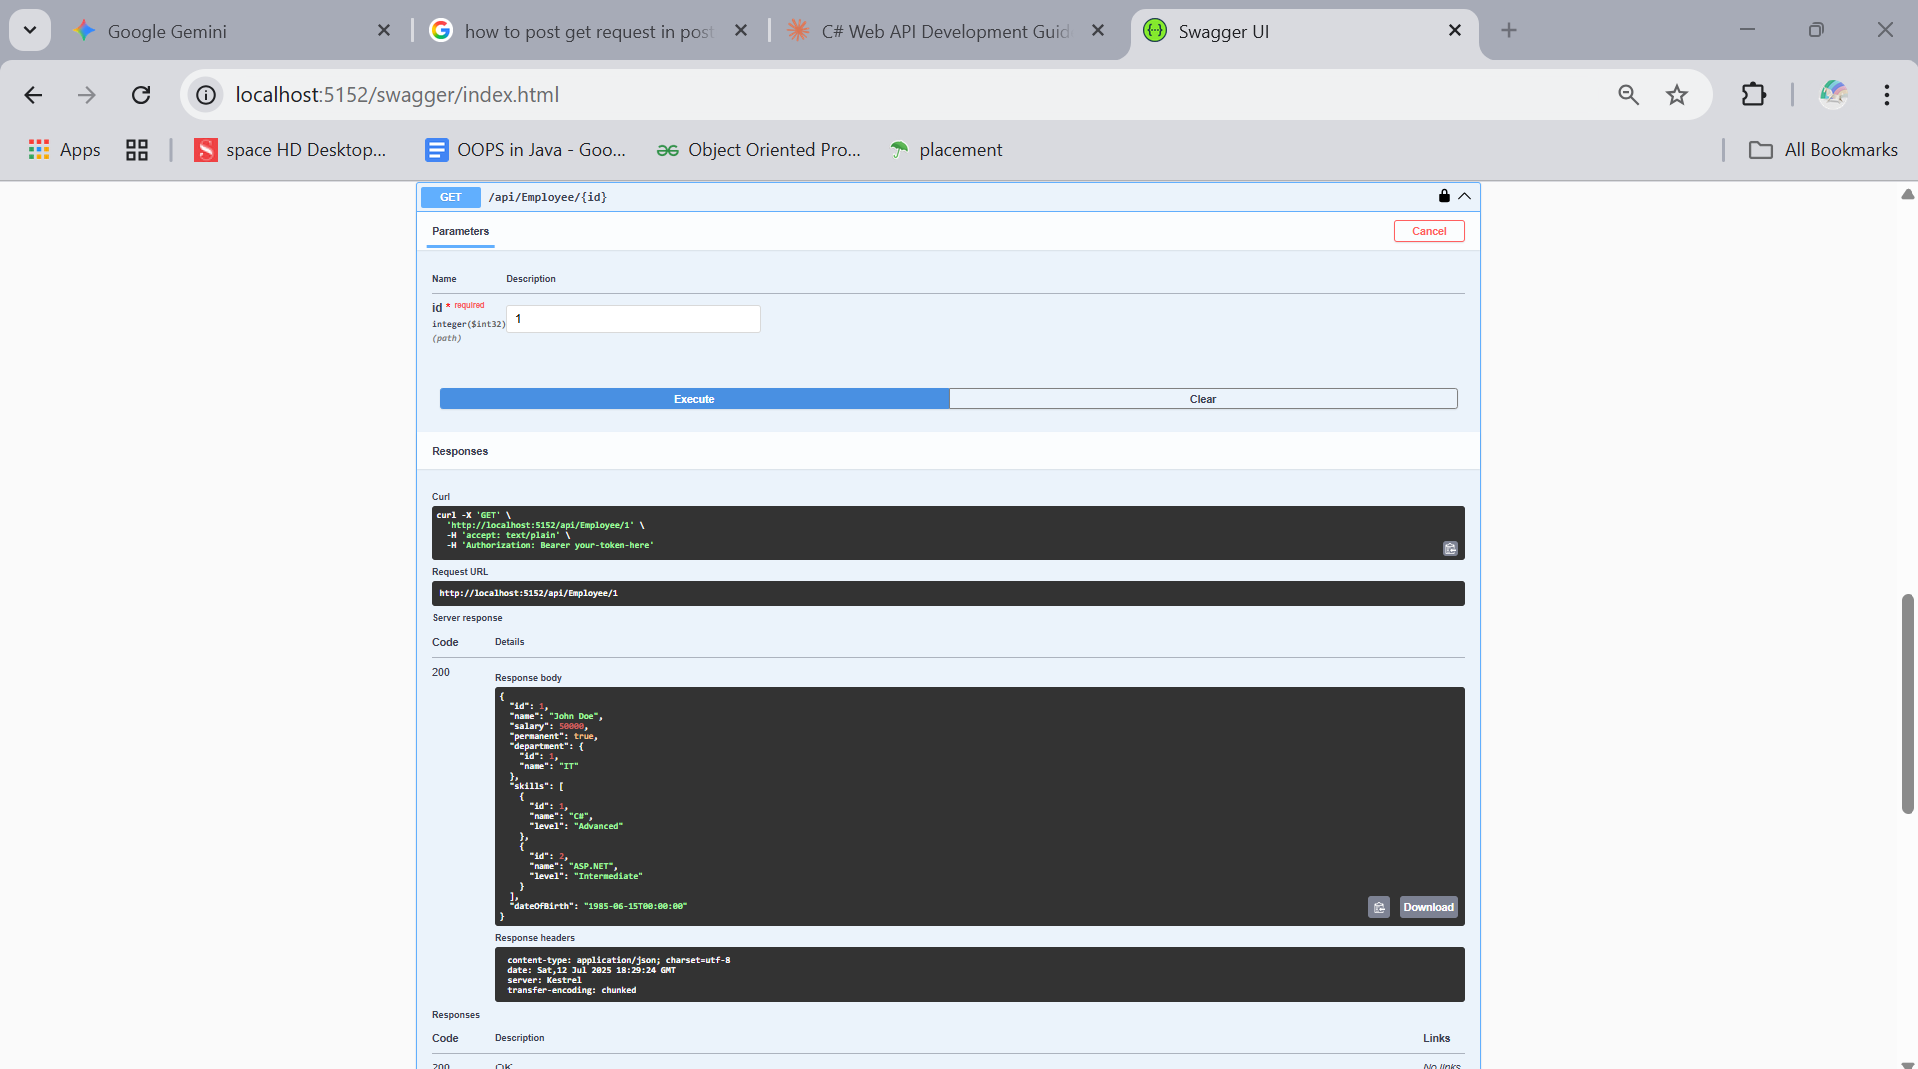 Google Gemini
how to post get request in post
C# Web API Development Guid
Swagger UI
localhost:5152/swagger/index.html
Apps
space HD Desktop...
OOPS in Java - Goo...
Object Oriented Pro...
placement
All Bookmarks
GET /api/Employee/{id}
Parameters
Cancel
Name Description
id * required
integer($int32)
(path)
1
Execute
Clear
Responses
Curl
curl -X 'GET' \
'http://localhost:5152/api/Employee/1' \
-H 'accept: text/plain' \
-H 'Authorization: Bearer your-token-here'
Request URL
http://localhost:5152/api/Employee/1
Server response
Code Details
200
Response body
{
"id": 1,
"name": "John Doe",
"salary": 50000,
"permanent": true,
"department": {
"id": 1,
"name": "IT"
},
"skills": [
{
"id": 1,
"name": "C#",
"level": "Advanced"
},
{
"id": 2,
"name": "ASP.NET",
"level": "Intermediate"
}
],
"dateOfBirth": "1985-06-15T00:00:00"
}
Download
Response headers
content-type: application/json; charset=utf-8
date: Sat,12 Jul 2025 18:29:24 GMT
server: Kestrel
transfer-encoding: chunked
Responses
Code Description Links
200 OK No links